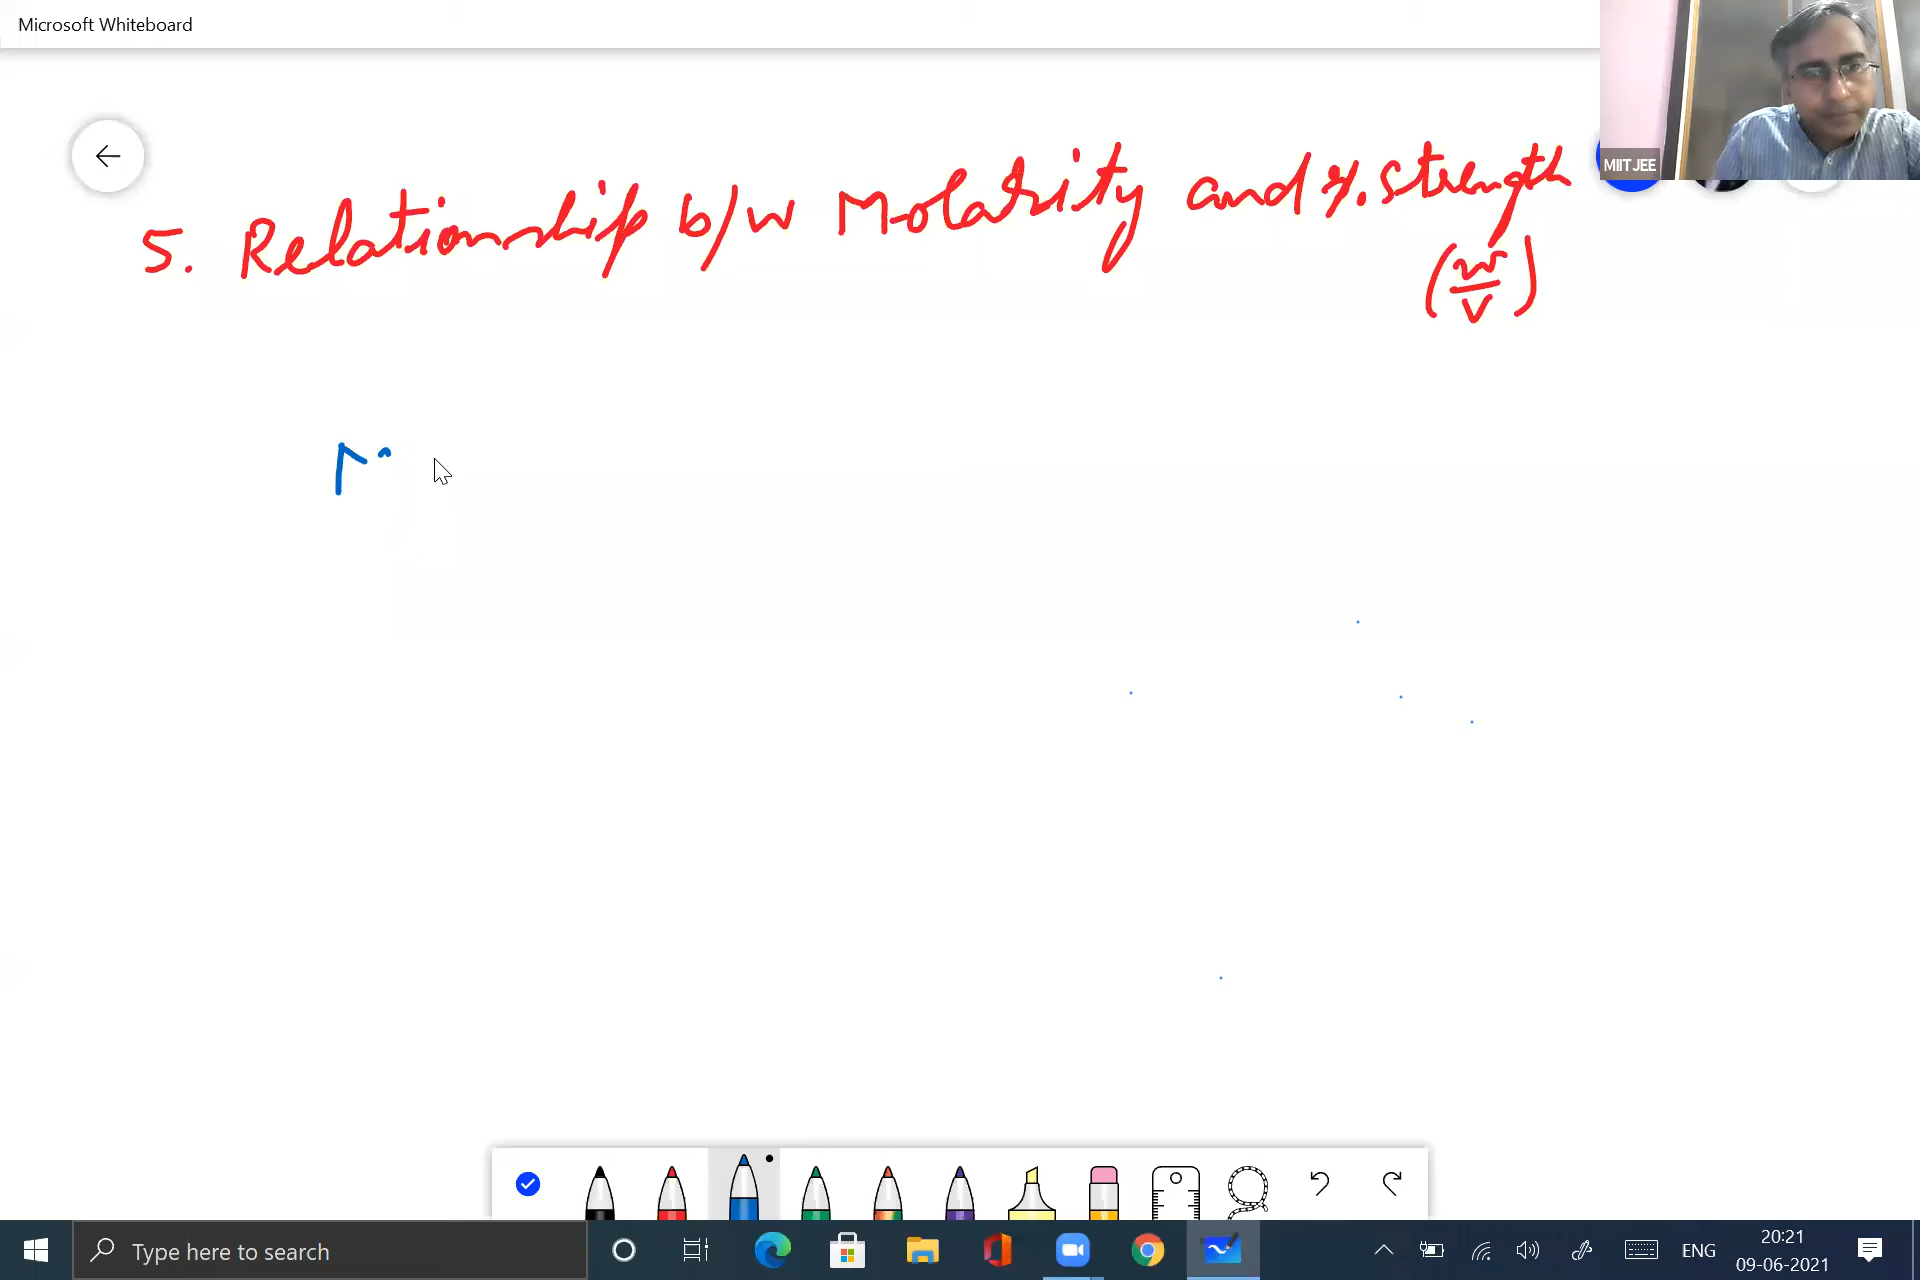 Microsoft Whiteboard
MIIT JEE
5. Relationship b/w Molarity and %. strength
(w/v)
M
Type here to search
ENG
20:21
09-06-2021